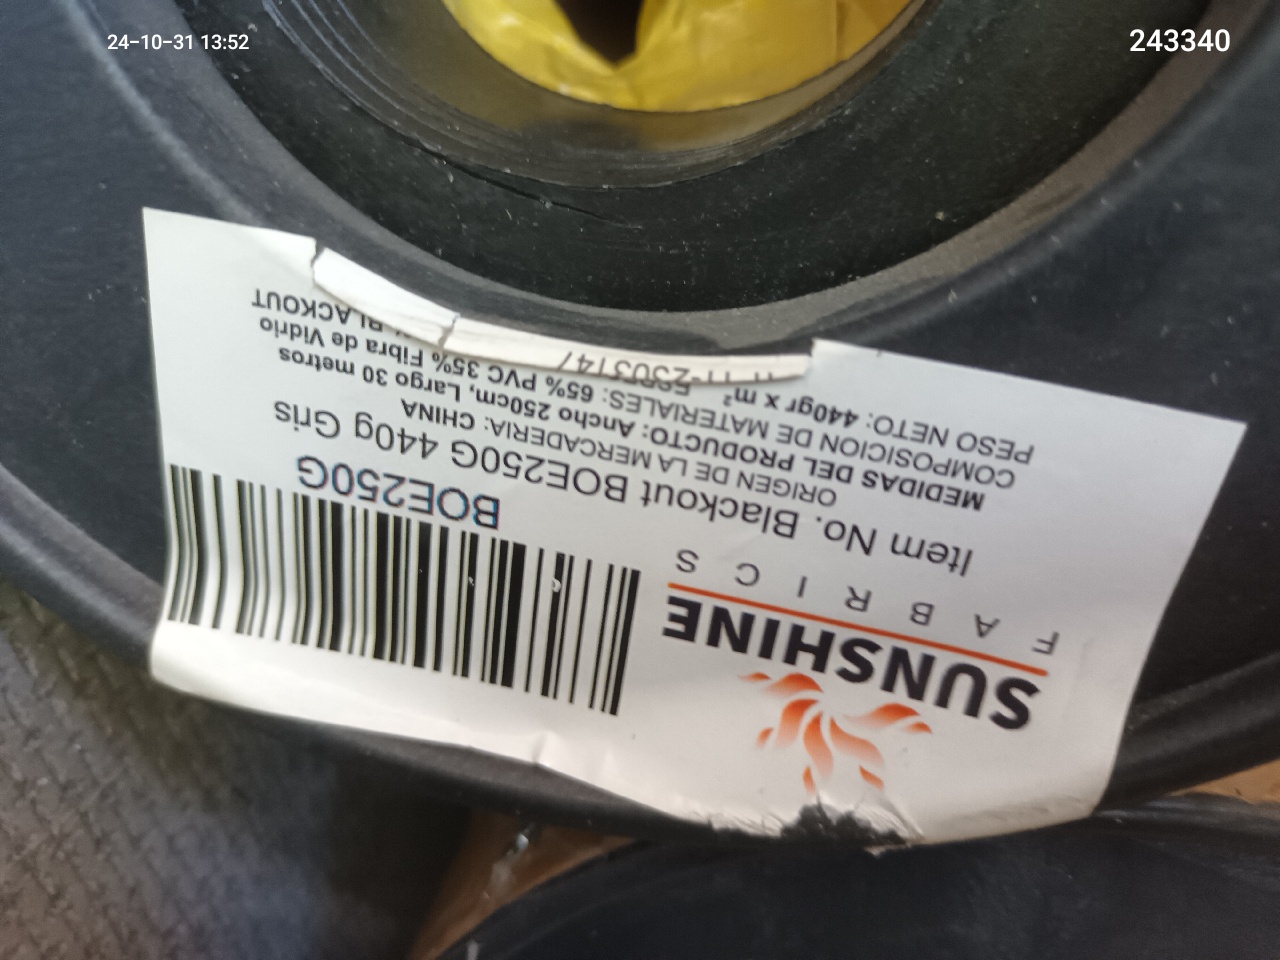 24-10-31 13:52
243340
SUNSHINE
FABRICS
BOE250G
Item No. Blackout BOE250G 440g Gris
ORIGEN DE LA MERCADERIA: CHINA
MEDIDAS DEL PRODUCTO: Ancho 250cm, Largo 30 metros
COMPOSICION DE MATERIALES: 65% PVC 35% Fibra de Vidrio
PESO NETO: 440gr x m²
BLACKOUT